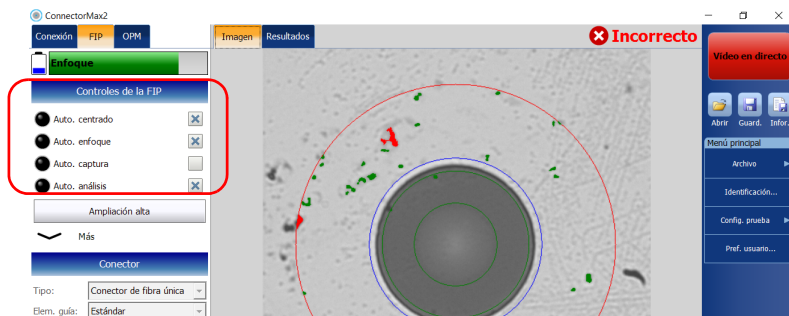 ConnectorMax2
Conexión FIP OPM
Enfoque
Controles de la FIP
Auto. centrado
Auto. enfoque
Auto. captura
Auto. análisis
Ampliación alta
Más
Conector
Tipo: Conector de fibra única
Elem. guía: Estándar
Imagen Resultados
Incorrecto
Vídeo en directo
Abrir Guard. Infor.
Menú principal
Archivo
Identificación...
Config. prueba
Pref. usuario...